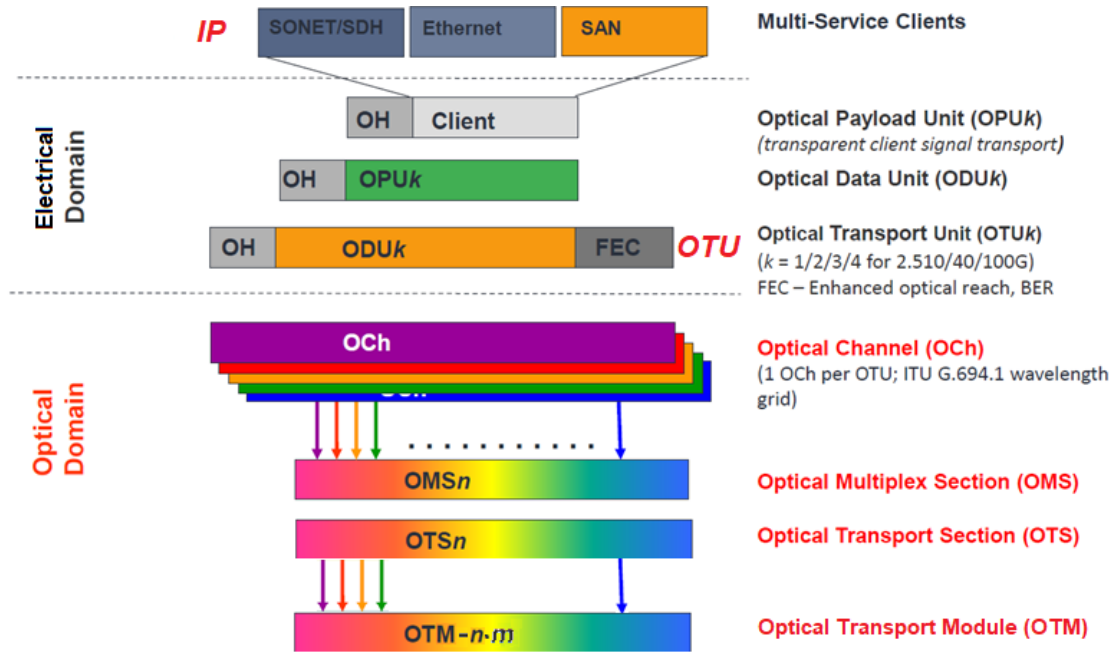 IP
SONET/SDH
Ethernet
SAN
Multi-Service Clients
Electrical
Domain
OH
Client
Optical Payload Unit (OPUk)
(transparent client signal transport)
OH
OPUk
Optical Data Unit (ODUk)
OH
ODUk
FEC
OTU
Optical Transport Unit (OTUk)
(k = 1/2/3/4 for 2.510/40/100G)
FEC – Enhanced optical reach, BER
Optical
Domain
OCh
Optical Channel (OCh)
(1 OCh per OTU; ITU G.694.1 wavelength
grid)
. . . . . . . . . . .
OMSn
Optical Multiplex Section (OMS)
OTSn
Optical Transport Section (OTS)
OTM-n.m
Optical Transport Module (OTM)